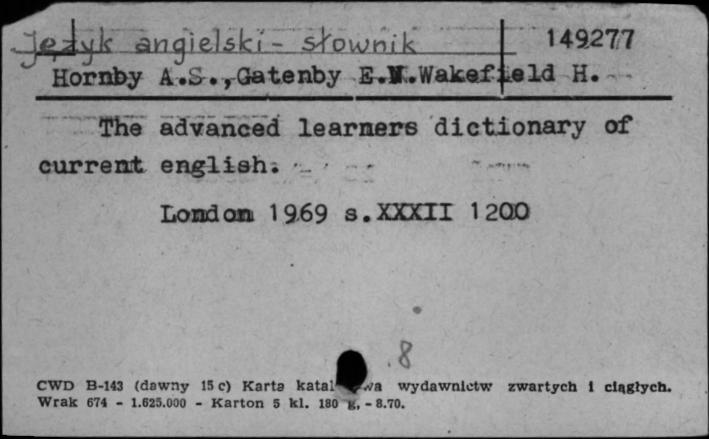 Język angielski - słownik 149277
Hornby A.S.,Gatenby E.V.Wakefield H.
The advanced learners dictionary of
current english.
London 1969 s.XXXII 1200
8
CWD B-143 (dawny 15 c) Karta katal wa wydawnictw zwartych i ciągłych.
Wrak 674 - 1.625.000 - Karton 5 kl. 180 g, - 8.70.